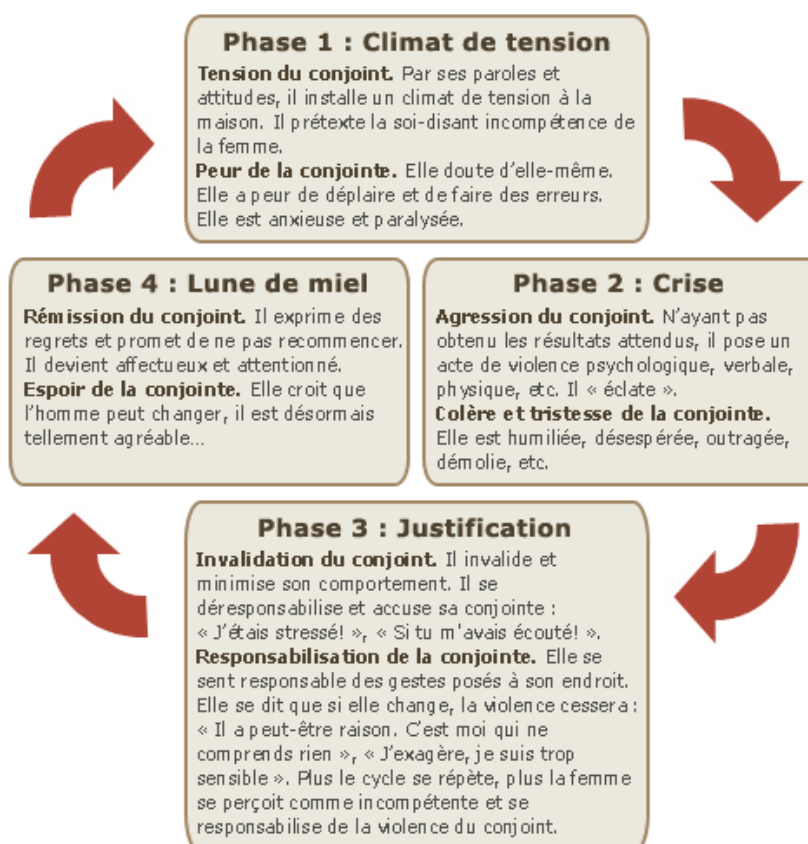 Phase 1 : Climat de tension
Tension du conjoint. Par ses paroles et
attitudes, il installe un climat de tension à la
maison. Il prétexte la soi-disant incompétence de
la femme.
Peur de la conjointe. Elle doute d'elle-même.
Elle a peur de déplaire et de faire des erreurs.
Elle est anxieuse et paralysée.
Phase 2 : Crise
Agression du conjoint. N'ayant pas
obtenu les résultats attendus, il pose un
acte de violence psychologique, verbale,
physique, etc. Il « éclate ».
Colère et tristesse de la conjointe.
Elle est humiliée, désespérée, outragée,
démolie, etc.
Phase 3 : Justification
Invalidation du conjoint. Il invalide et
minimise son comportement. Il se
déresponsabilise et accuse sa conjointe :
« J'étais stressé! », « Si tu m'avais écouté! ».
Responsabilisation de la conjointe. Elle se
sent responsable des gestes posés à son endroit.
Elle se dit que si elle change, la violence cessera :
« Il a peut-être raison. C'est moi qui ne
comprends rien », « J'exagère, je suis trop
sensible ». Plus le cycle se répète, plus la femme
se perçoit comme incompétente et se
responsabilise de la violence du conjoint.
Phase 4 : Lune de miel
Rémission du conjoint. Il exprime des
regrets et promet de ne pas recommencer.
Il devient affectueux et attentionné.
Espoir de la conjointe. Elle croit que
l'homme peut changer, il est désormais
tellement agréable...